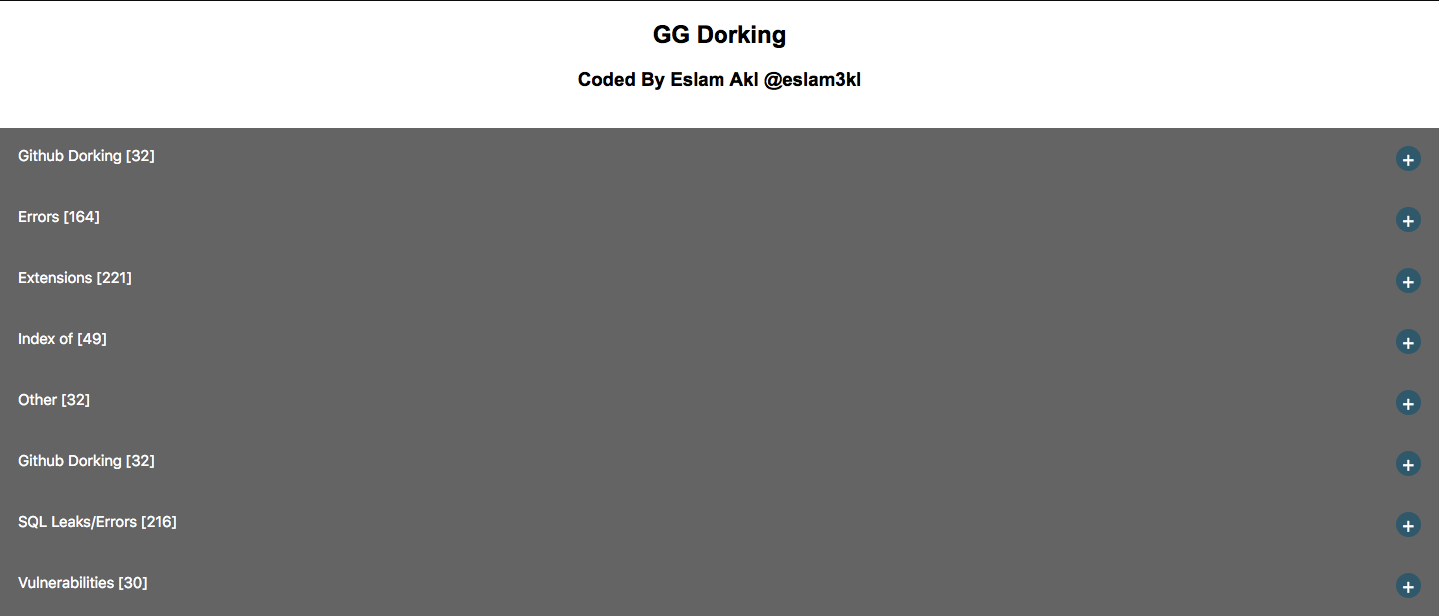 GG Dorking
Coded By Eslam Akl @eslam3kl
Github Dorking [32]
+
Errors [164]
+
Extensions [221]
+
Index of [49]
+
Other [32]
+
Github Dorking [32]
+
SQL Leaks/Errors [216]
+
Vulnerabilities [30]
+